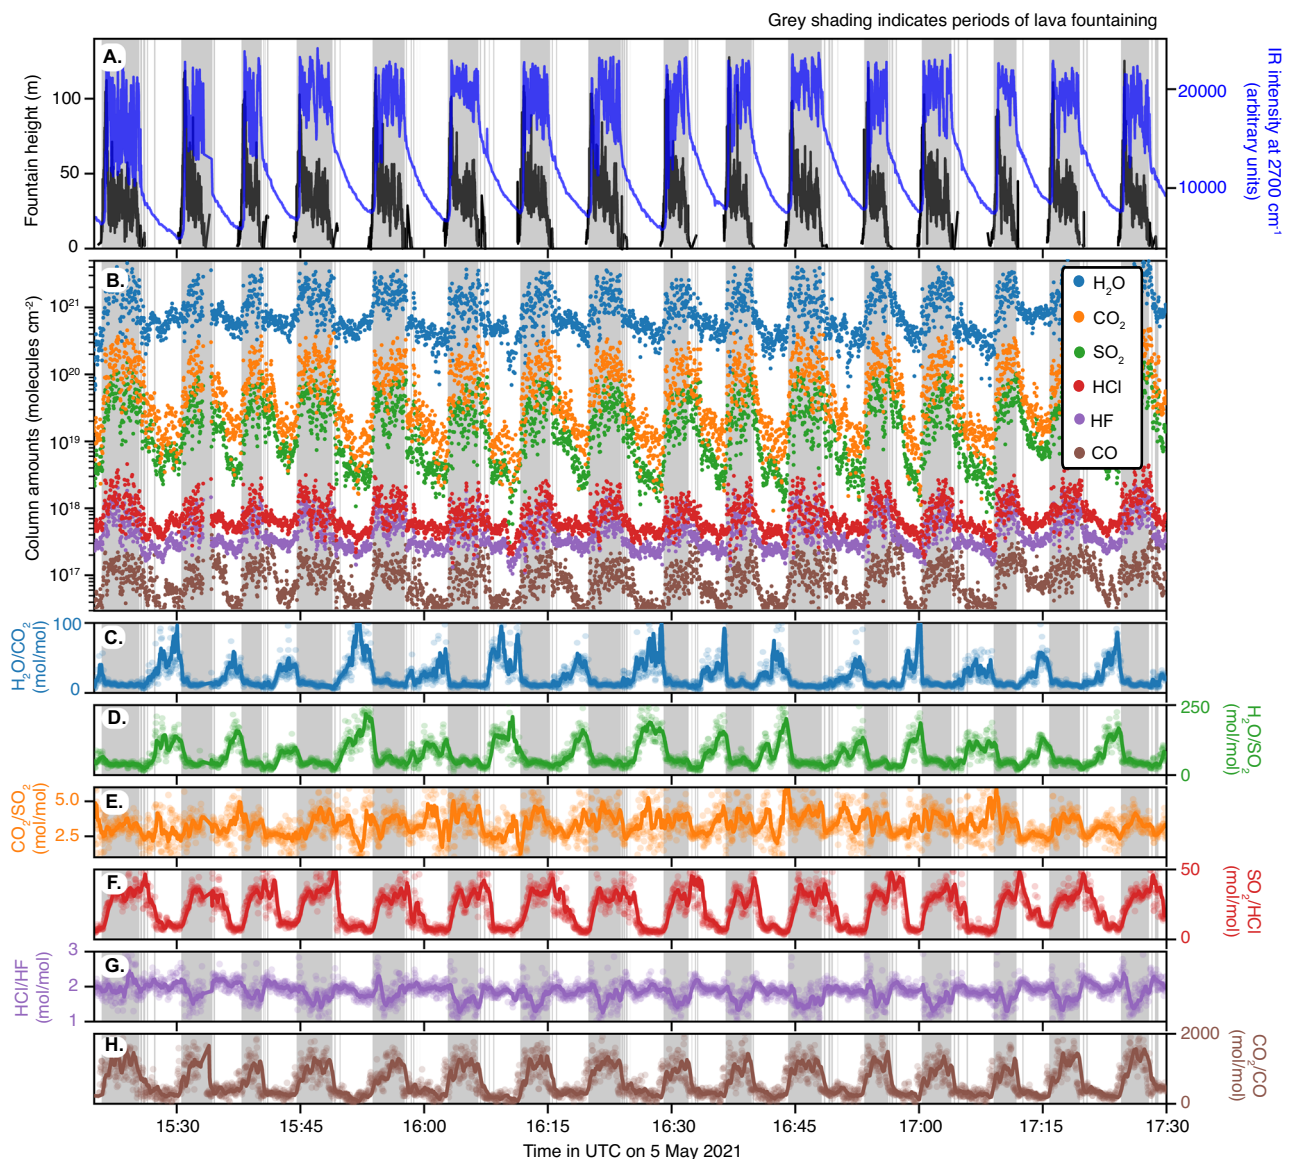 Grey shading indicates periods of lava fountaining
A.
Fountain height (m)
100
50
0
20000
10000
IR intensity at 2700 cm⁻¹
(arbitrary units)
B.
Column amounts (molecules cm⁻²)
10²¹
10²⁰
10¹⁹
10¹⁸
10¹⁷
H₂O
CO₂
SO₂
HCl
HF
CO
C.
H₂O/CO₂
(mol/mol)
100
0
D.
250
0
H₂O/SO₂
(mol/mol)
E.
CO₂/SO₂
(mol/mol)
5.0
2.5
F.
50
0
SO₂/HCl
(mol/mol)
G.
HCl/HF
(mol/mol)
3
2
1
H.
2000
0
CO₂/CO
(mol/mol)
15:30 15:45 16:00 16:15 16:30 16:45 17:00 17:15 17:30
Time in UTC on 5 May 2021